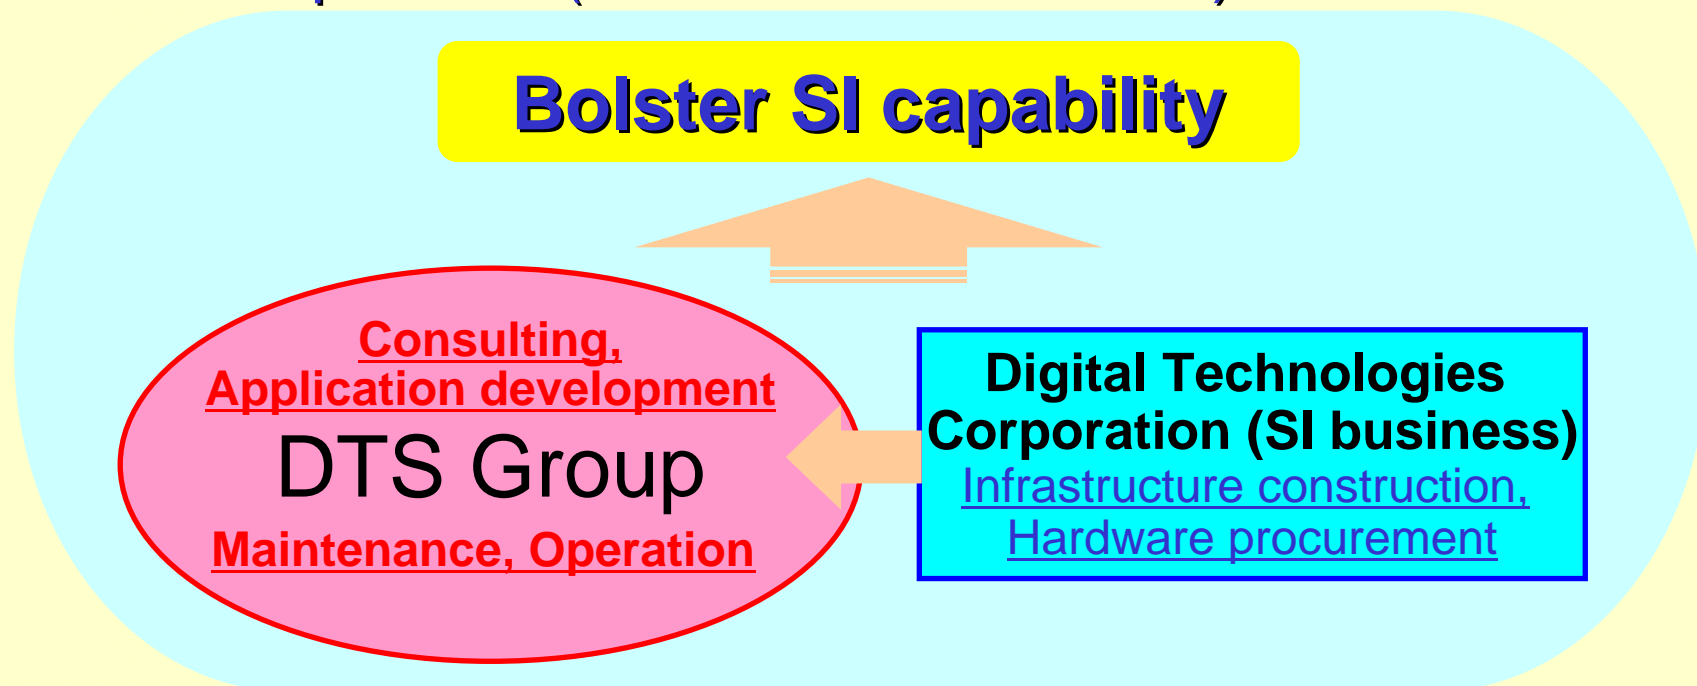 Bolster SI capability
Consulting,
Application development
DTS Group
Maintenance, Operation
Digital Technologies
Corporation (SI business)
Infrastructure construction,
Hardware procurement